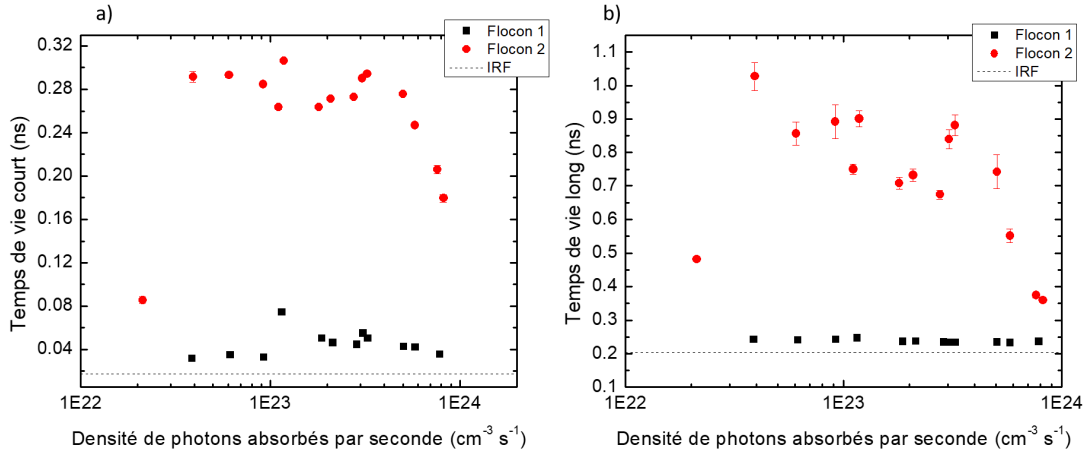 a)
Flocon 1
Flocon 2
IRF
0.32
0.28
0.24
0.20
0.16
0.12
0.08
0.04
Temps de vie court (ns)
1E22
1E23
1E24
Densité de photons absorbés par seconde (cm⁻³ s⁻¹)
b)
Flocon 1
Flocon 2
IRF
1.1
1.0
0.9
0.8
0.7
0.6
0.5
0.4
0.3
0.2
0.1
Temps de vie long (ns)
1E22
1E23
1E24
Densité de photons absorbés par seconde (cm⁻³ s⁻¹)